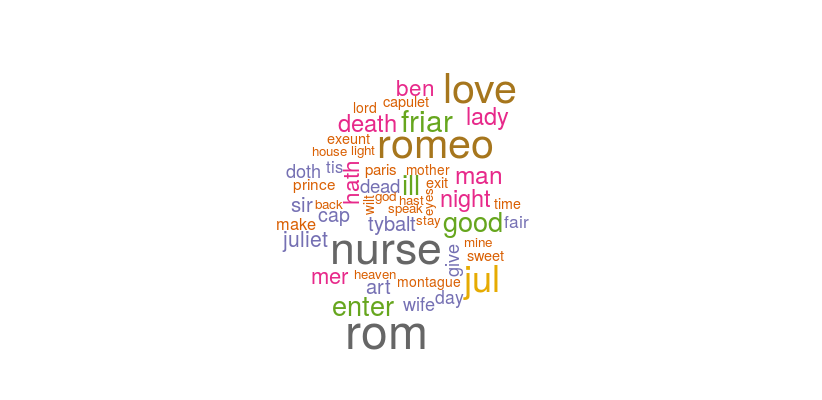 ben love
lord capulet
death friar lady
exeunt romeo
house light
doth tis hath paris mother man
prince dead ill exit
sir back wilt god hast eyes night time
cap speak
make tybalt stay good fair
juliet nurse give mine
sweet
mer heaven
art montague jul
enter wife day
rom